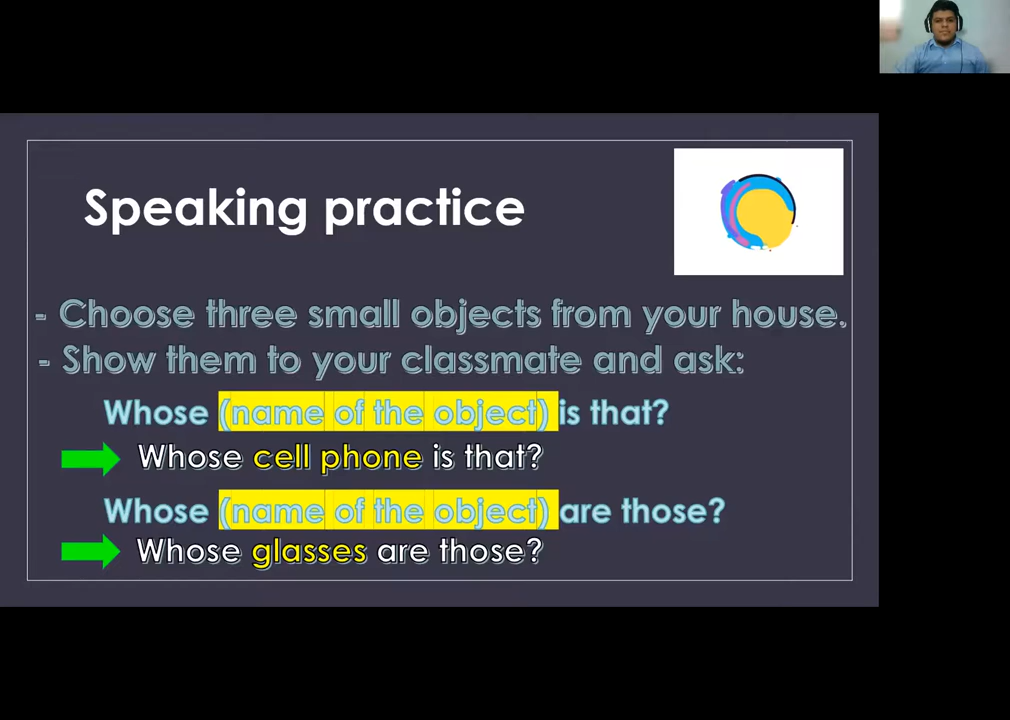 Speaking practice
- Choose three small objects from your house.
- Show them to your classmate and ask:
Whose (name of the object) is that?
Whose cell phone is that?
Whose (name of the object) are those?
Whose glasses are those?